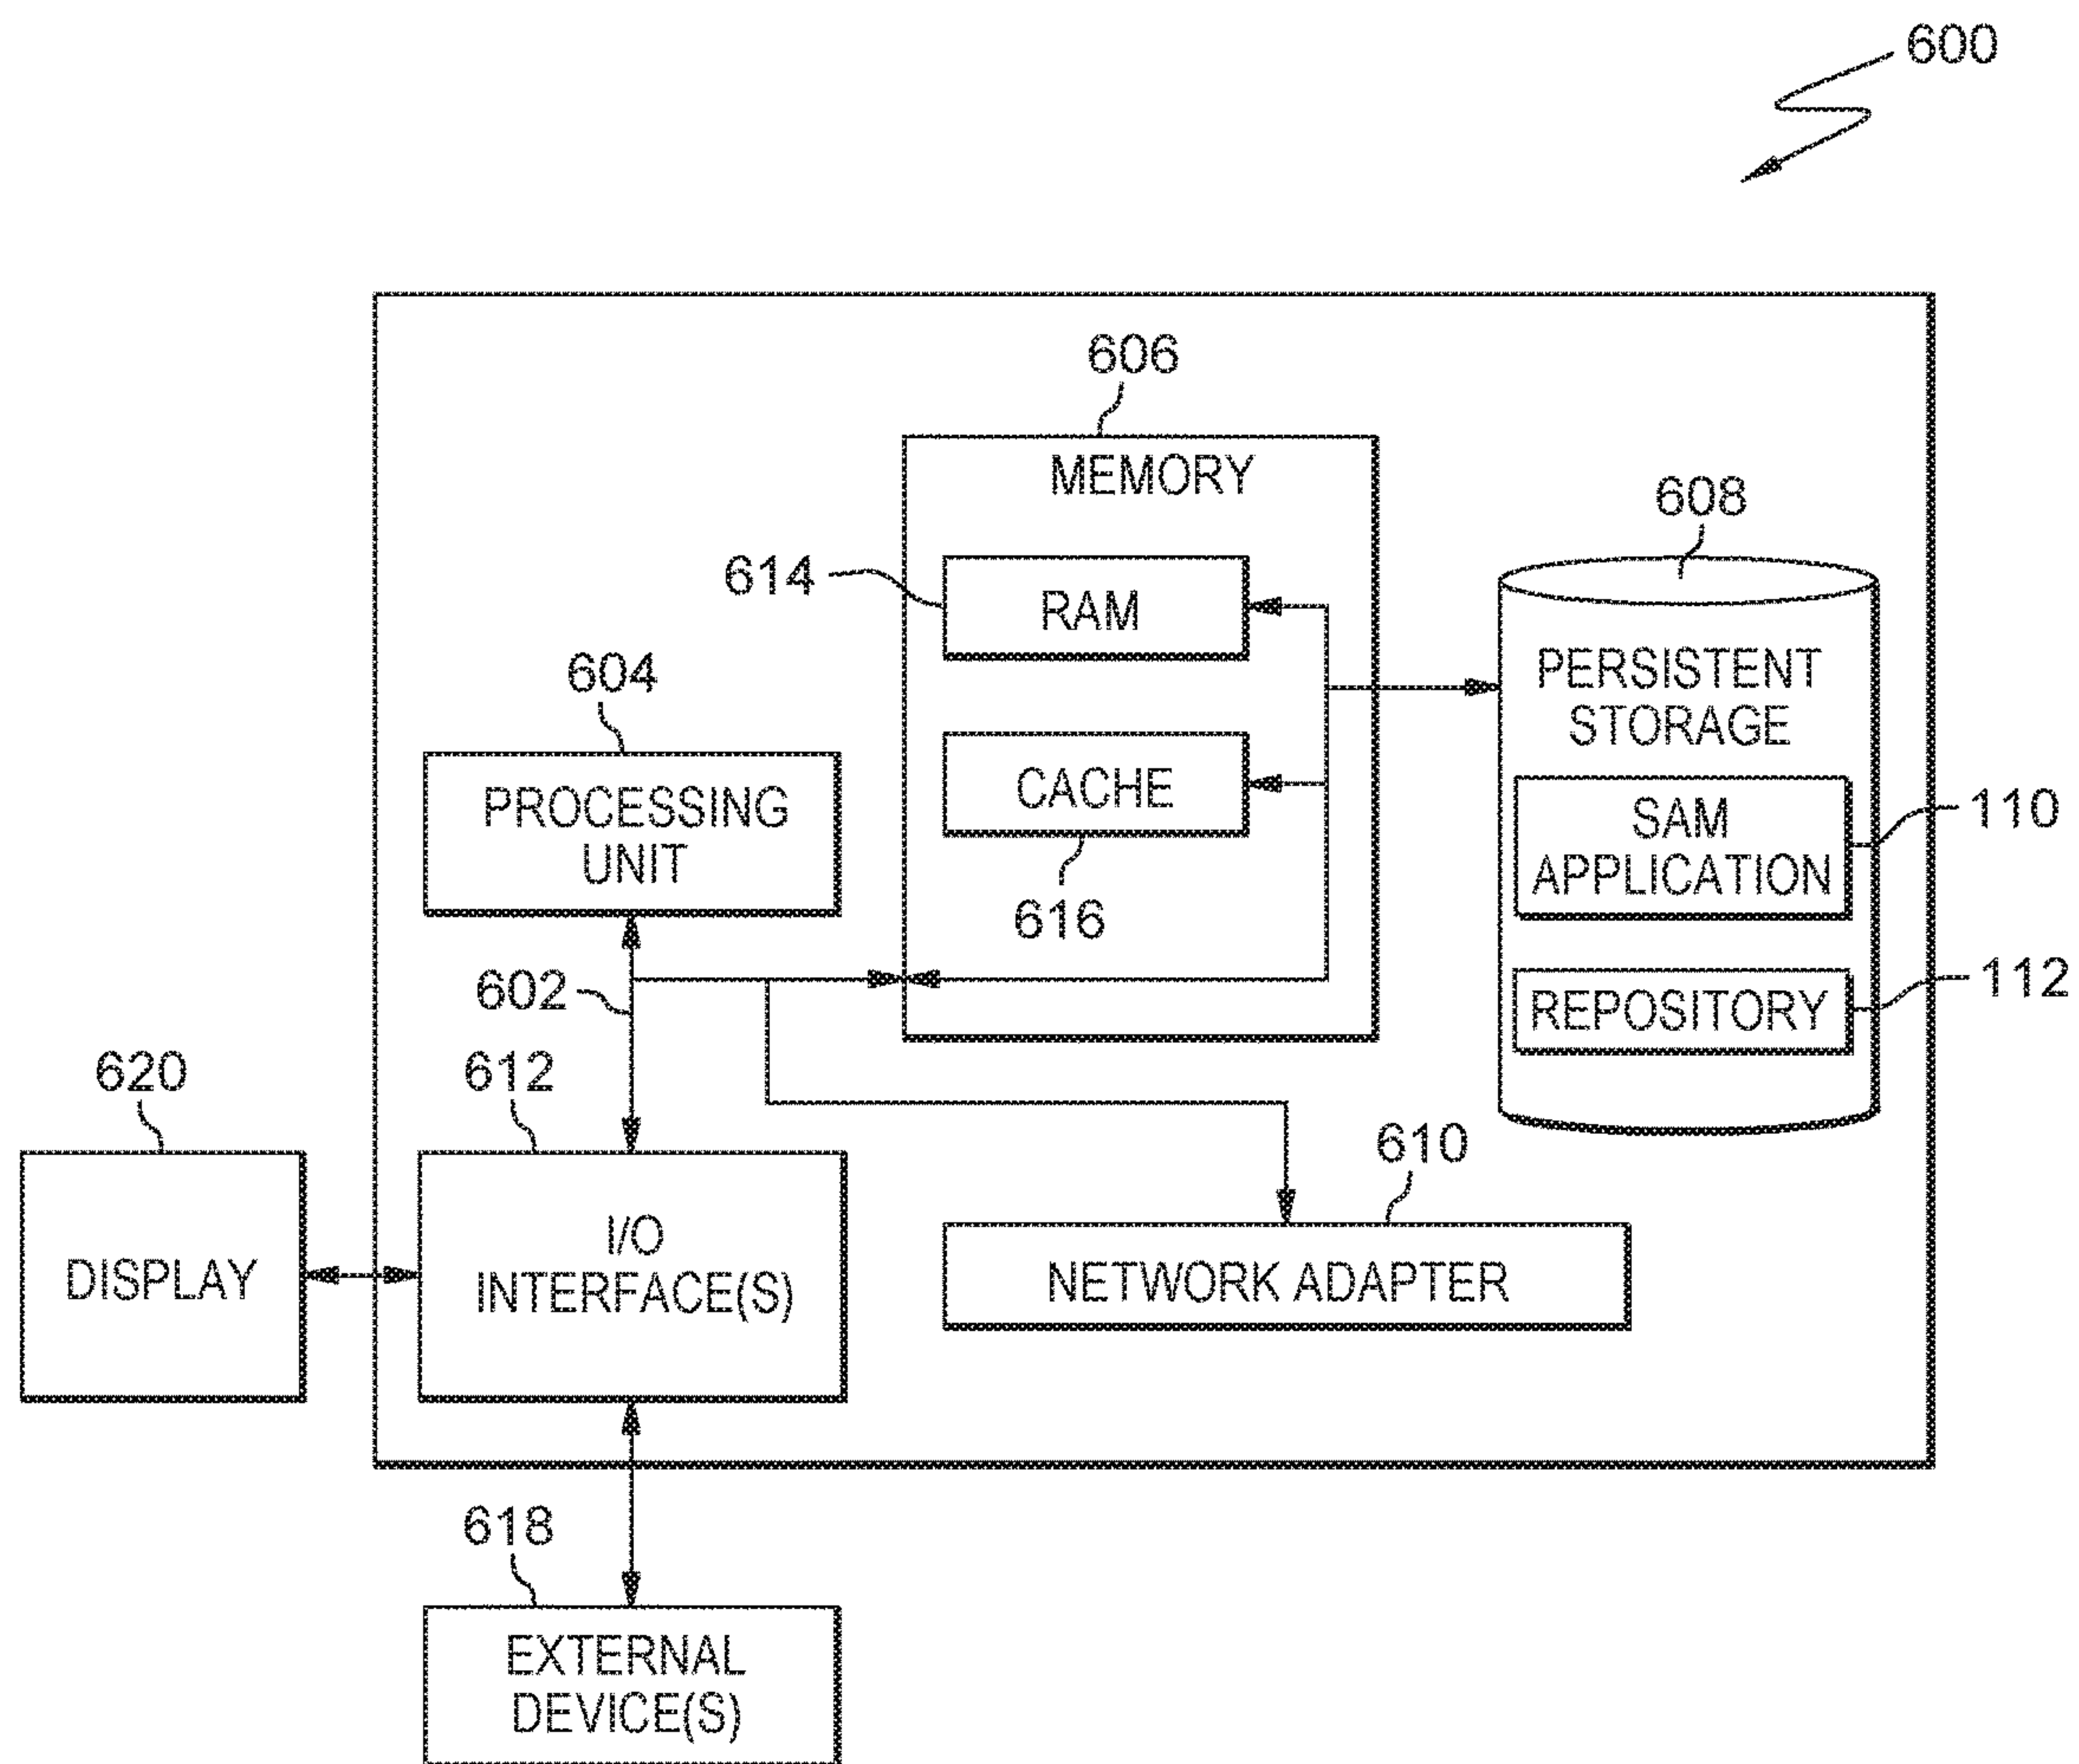 600
606
MEMORY
608
614
RAM
604
PERSISTENT
STORAGE
PROCESSING
UNIT
CACHE
616
SAM
APPLICATION
110
602
REPOSITORY
112
620
612
610
DISPLAY
I/O
INTERFACE(S)
NETWORK ADAPTER
618
EXTERNAL
DEVICE(S)